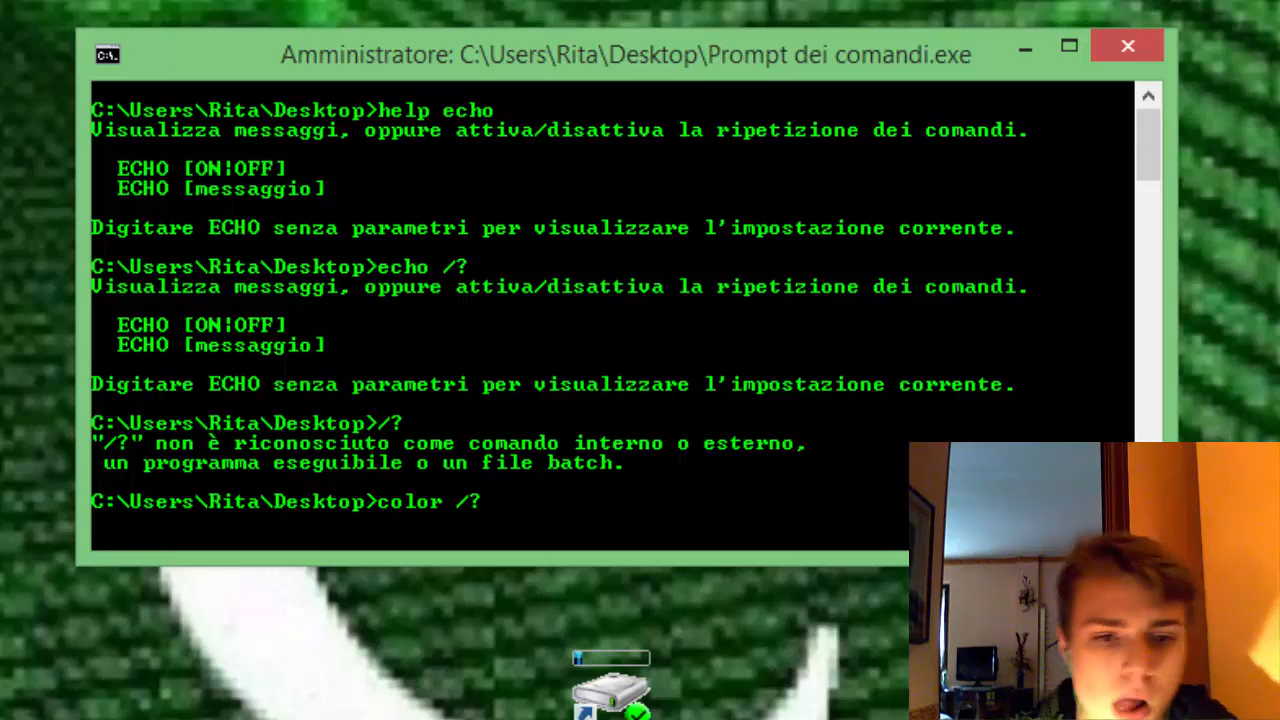 Amministratore: C:\Users\Rita\Desktop\Prompt dei comandi.exe
C:\Users\Rita\Desktop>help echo
Visualizza messaggi, oppure attiva/disattiva la ripetizione dei comandi.
ECHO [ON|OFF]
ECHO [messaggio]
Digitare ECHO senza parametri per visualizzare l'impostazione corrente.
C:\Users\Rita\Desktop>echo /?
Visualizza messaggi, oppure attiva/disattiva la ripetizione dei comandi.
ECHO [ON|OFF]
ECHO [messaggio]
Digitare ECHO senza parametri per visualizzare l'impostazione corrente.
C:\Users\Rita\Desktop>/?
"/?" non è riconosciuto come comando interno o esterno,
un programma eseguibile o un file batch.
C:\Users\Rita\Desktop>color /?